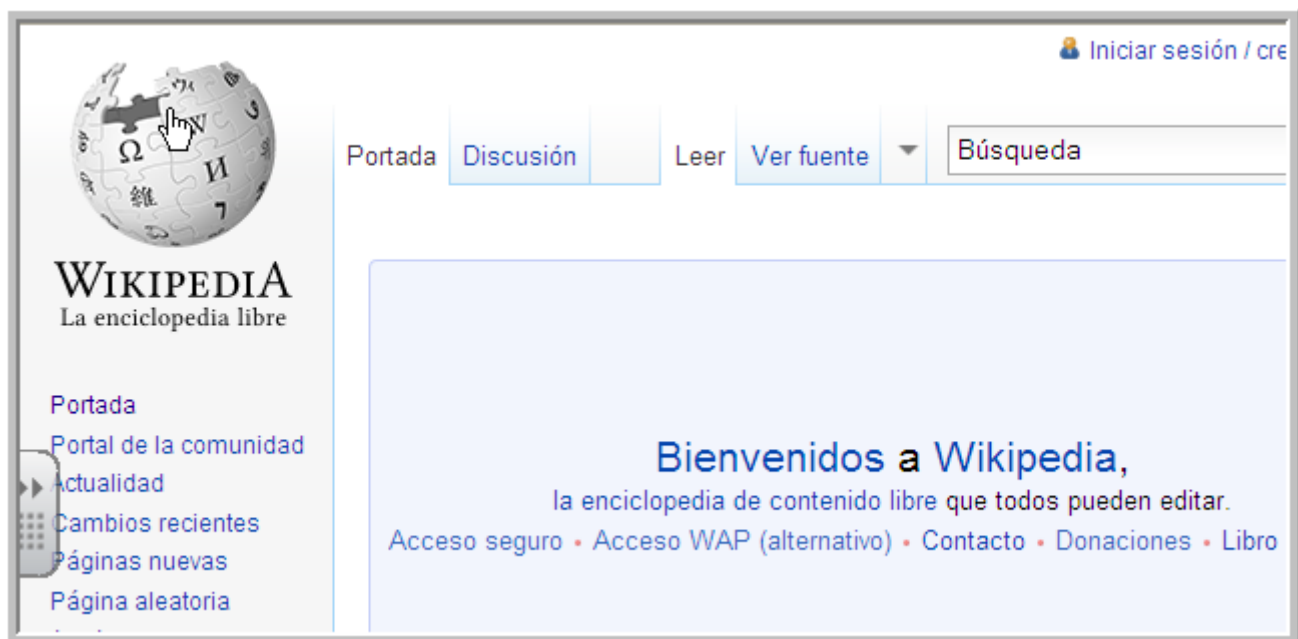 Iniciar sesión / cre
Portada Discusión Leer Ver fuente Búsqueda
Ω W И 維 7
WIKIPEDIA
La enciclopedia libre
Portada
Portal de la comunidad
Actualidad
Cambios recientes
Páginas nuevas
Página aleatoria
Bienvenidos a Wikipedia,
la enciclopedia de contenido libre que todos pueden editar.
Acceso seguro • Acceso WAP (alternativo) • Contacto • Donaciones • Libro